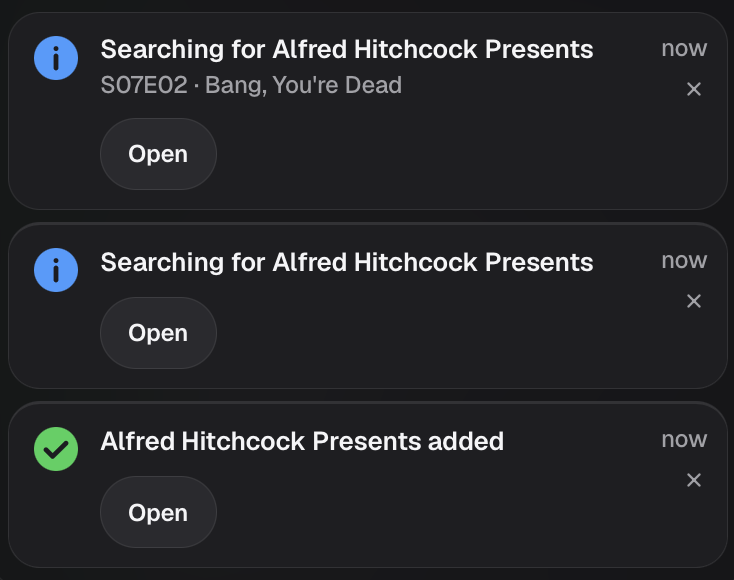 Searching for Alfred Hitchcock Presents
now
S07E02 · Bang, You're Dead
Open
Searching for Alfred Hitchcock Presents
now
Open
Alfred Hitchcock Presents added
now
Open